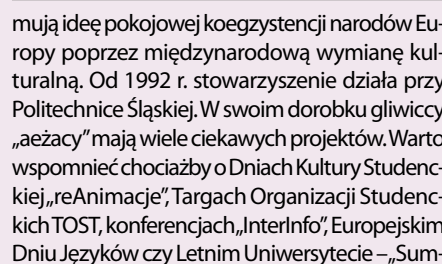 mują ideę pokojowej koegzystencji narodów Eu-
ropy poprzez międzynarodową wymianę kul-
turalną. Od 1992 r. stowarzyszenie działa przy
Politechnice Śląskiej. W swoim dorobku gliwiccy
„aeżacy” mają wiele ciekawych projektów. Warto
wspomnieć chociażby o Dniach Kultury Studenc-
kiej „reAnimacje”, Targach Organizacji Studenc-
kich TOST, konferencjach „InterInfo”, Europejskim
Dniu Języków czy Letnim Uniwersytecie – „Sum-